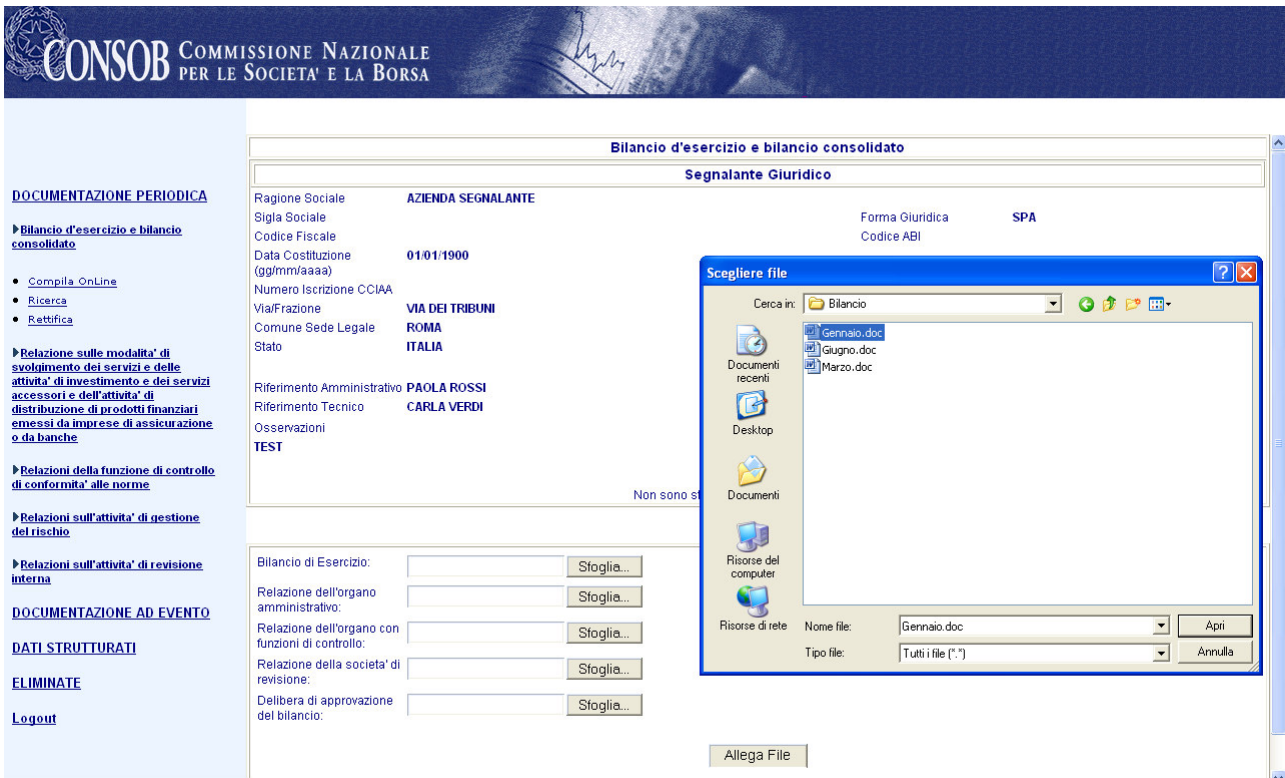 CONSOB COMMISSIONE NAZIONALE
PER LE SOCIETA' E LA BORSA
DOCUMENTAZIONE PERIODICA
Bilancio d'esercizio e bilancio
consolidato
Compila OnLine
Ricerca
Rettifica
Relazione sulle modalita' di
svolgimento dei servizi e delle
attivita' di investimento e dei servizi
accessori e dell'attivita' di
distribuzione di prodotti finanziari
emessi da imprese di assicurazione
o da banche
Relazioni della funzione di controllo
di conformita' alle norme
Relazioni sull'attivita' di gestione
del rischio
Relazioni sull'attivita' di revisione
interna
DOCUMENTAZIONE AD EVENTO
DATI STRUTTURATI
ELIMINATE
Logout
Bilancio d'esercizio e bilancio consolidato
Segnalante Giuridico
Ragione Sociale AZIENDA SEGNALANTE
Sigla Sociale Forma Giuridica SPA
Codice Fiscale Codice ABI
Data Costituzione 01/01/1900
(gg/mm/aaaa)
Numero Iscrizione CCIAA
Via/Frazione VIA DEI TRIBUNI
Comune Sede Legale ROMA
Stato ITALIA
Riferimento Amministrativo PAOLA ROSSI
Riferimento Tecnico CARLA VERDI
Osservazioni
TEST
Non sono
Bilancio di Esercizio: Sfoglia...
Relazione dell'organo
amministrativo: Sfoglia...
Relazione dell'organo con
funzioni di controllo: Sfoglia...
Relazione della societa' di
revisione: Sfoglia...
Delibera di approvazione
del bilancio: Sfoglia...
Allega File
Scegliere file
Cerca in: Bilancio
Gennaio.doc
Giugno.doc
Marzo.doc
Documenti
recenti
Desktop
Documenti
Risorse del
computer
Risorse di rete
Nome file: Gennaio.doc Apri
Tipo file: Tutti i file (*.*) Annulla